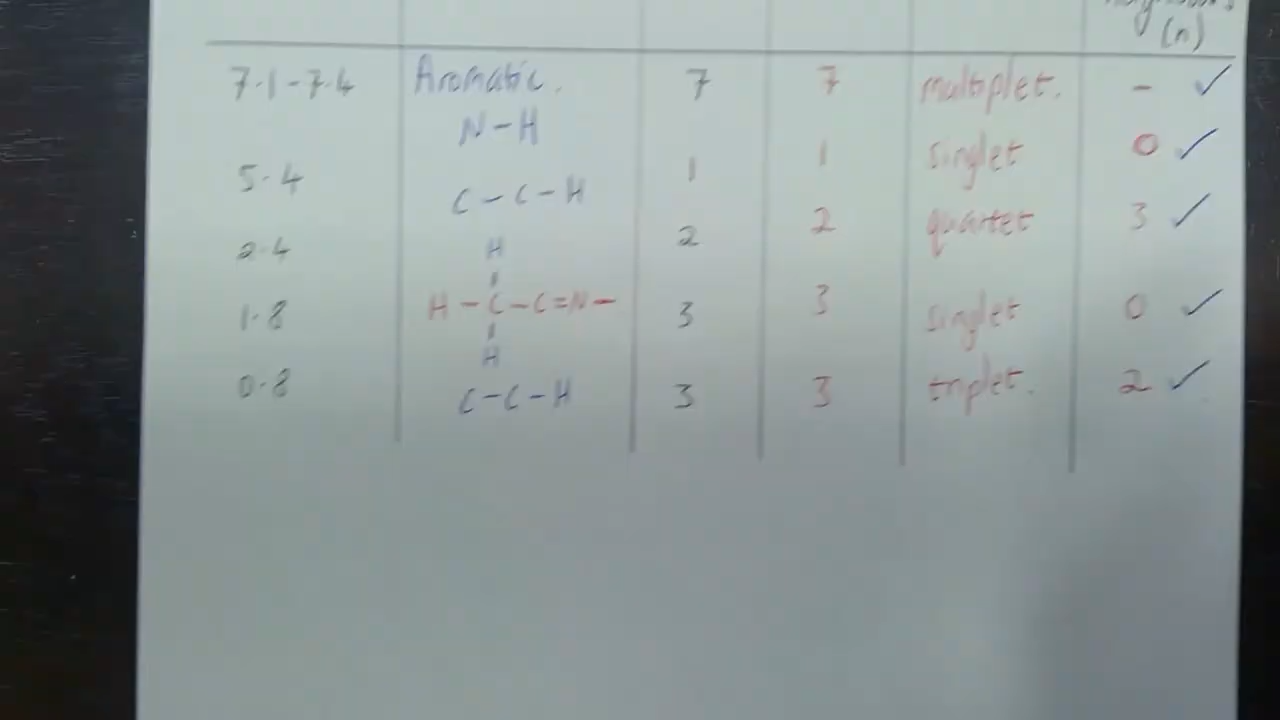 (n)
7.1-7.4 Aromatic. 7 7 multiplet. - ✓
N-H
5.4 1 1 singlet 0 ✓
C-C-H
2.4 2 2 quartet 3 ✓
H
1.8 H-C-C=N- 3 3 singlet 0 ✓
H
0.8 C-C-H 3 3 triplet. 2 ✓